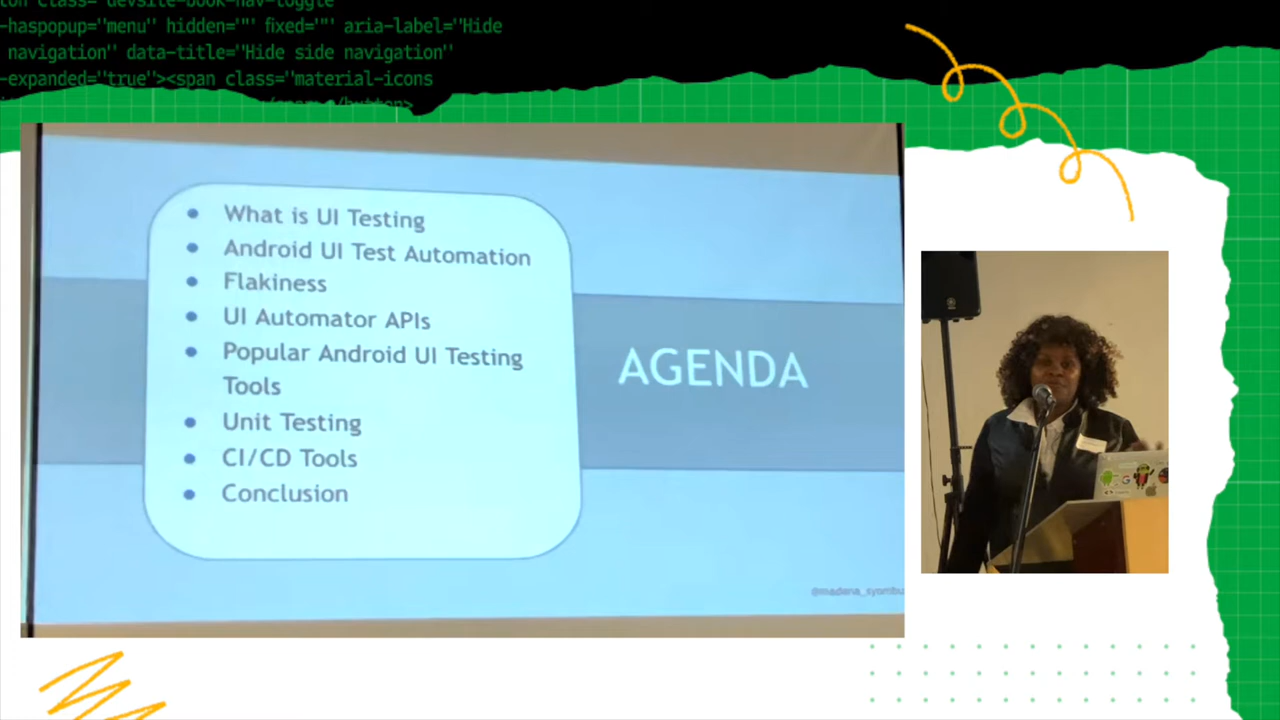 -haspopup="menu" hidden="" fixed="" aria-label="Hide
navigation" data-title="Hide side navigation"
-expanded="true"><span class="material-icons
What is UI Testing
Android UI Test Automation
Flakiness
UI Automator APIs
Popular Android UI Testing
Tools
Unit Testing
CI/CD Tools
Conclusion
AGENDA